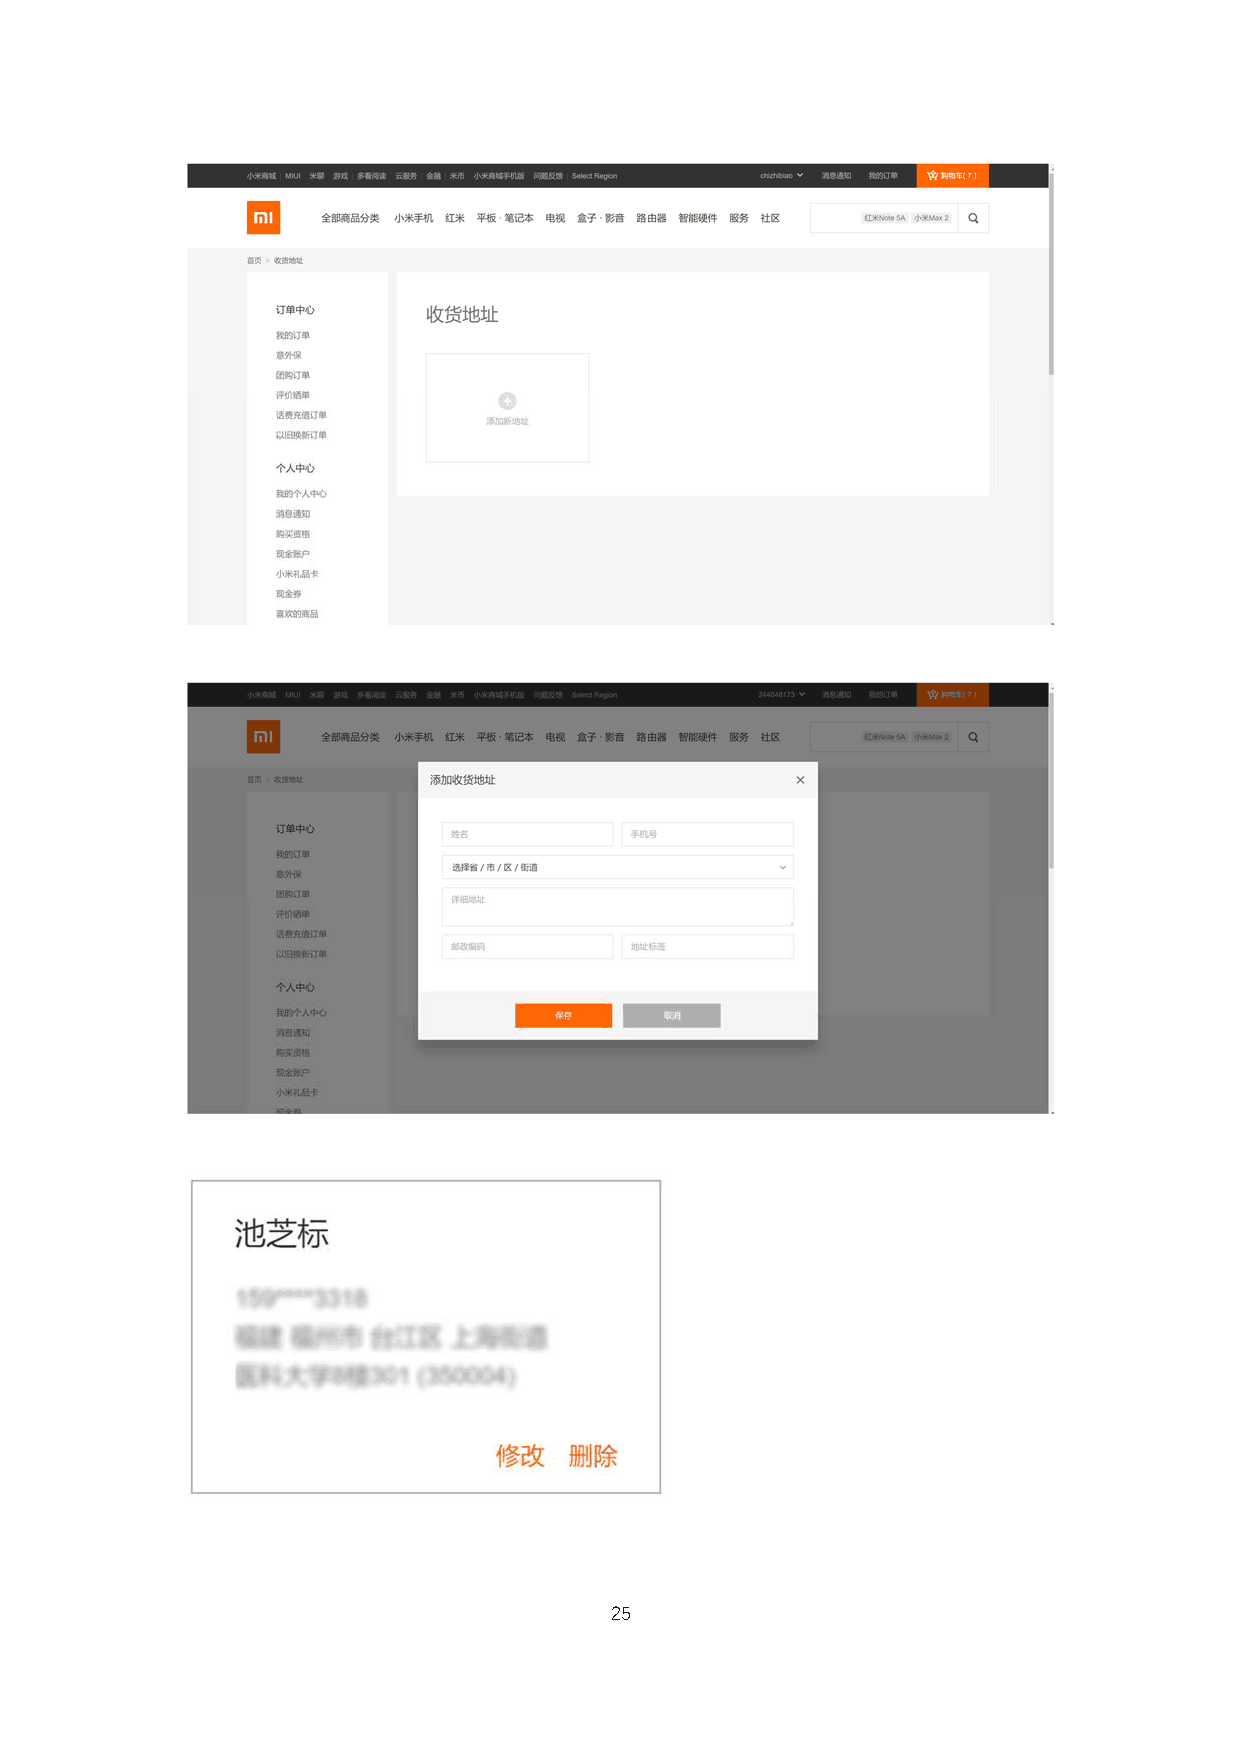 小米商城 | MIUI | 米聊 | 游戏 | 多看阅读 | 云服务 | 金融 | 米币 | 小米商城手机版 | 问题反馈 | Select Region chizhibiao 消息通知 我的订单 购物车( 7 )
全部商品分类 小米手机 红米 平板 · 笔记本 电视 盒子 · 影音 路由器 智能硬件 服务 社区 红米Note 5A 小米Max 2
首页 > 收货地址
订单中心
我的订单
意外保
团购订单
评价晒单
话费充值订单
以旧换新订单
个人中心
我的个人中心
消息通知
购买资格
现金账户
小米礼品卡
现金券
喜欢的商品
收货地址
添加新地址
小米商城 MIUI 米聊 游戏 多看阅读 云服务 金融 米币 小米商城手机版 问题反馈 Select Region 244048173 消息通知 我的订单 购物车( 7 )
全部商品分类 小米手机 红米 平板 · 笔记本 电视 盒子 · 影音 路由器 智能硬件 服务 社区 红米Note 5A 小米Max 2
首页 > 收货地址
订单中心
我的订单
意外保
团购订单
评价晒单
话费充值订单
以旧换新订单
个人中心
我的个人中心
消息通知
购买资格
现金账户
小米礼品卡
现金券
添加收货地址
姓名 手机号
选择省 / 市 / 区 / 街道
详细地址
邮政编码 地址标签
保存 取消
池芝标
修改 删除
25